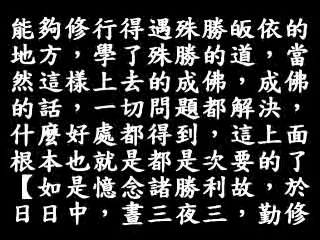 能夠修行得遇殊勝皈依的
地方，學了殊勝的道，當
然這樣上去的成佛，成佛
的話，一切問題都解決，
什麼好處都得到，這上面
根本也就是都是次要的了
【如是憶念諸勝利故，於
日日中，晝三夜三，勤修